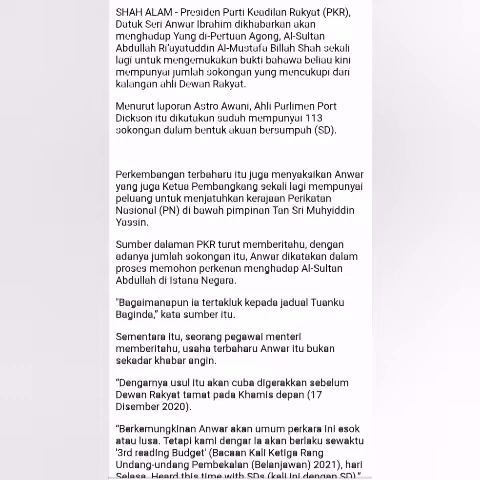 SHAH ALAM - Presiden Parti Keadilan Rakyat (PKR),
Datuk Seri Anwar Ibrahim dikhabarkan akan
menghadap Yang di-Pertuan Agong, Al-Sultan
Abdullah Ri'ayatuddin Al-Mustafa Billah Shah sekali
lagi untuk mengemukakan bukti bahawa beliau kini
mempunyai jumlah sokongan yang mencukupi dari
kalangan ahli Dewan Rakyat.
Menurut laporan Astro Awani, Ahli Parlimen Port
Dickson itu dikatakan sudah mempunyai 113
sokongan dalam bentuk akuan bersumpah (SD).
Perkembangan terbaharu itu juga menyaksikan Anwar
yang juga Ketua Pembangkang sekali lagi mempunyai
peluang untuk menjatuhkan kerajaan Perikatan
Nasional (PN) di bawah pimpinan Tan Sri Muhyiddin
Yassin.
Sumber dalaman PKR turut memberitahu, dengan
adanya jumlah sokongan itu, Anwar dikatakan dalam
proses memohon perkenan menghadap Al-Sultan
Abdullah di Istana Negara.
"Bagaimanapun ia tertakluk kepada jadual Tuanku
Baginda," kata sumber itu.
Sementara itu, seorang pegawai menteri
memberitahu, usaha terbaharu Anwar itu bukan
sekadar khabar angin.
"Dengarnya usul itu akan cuba digerakkan sebelum
Dewan Rakyat tamat pada Khamis depan (17
Disember 2020).
"Berkemungkinan Anwar akan umum perkara ini esok
atau lusa. Tetapi kami dengar ia akan berlaku sewaktu
'3rd reading Budget' (Bacaan Kali Ketiga Rang
Undang-undang Perbekalan (Belanjawan) 2021), hari
Selasa. Heard this time with SDs (kali ini dengan SD),"